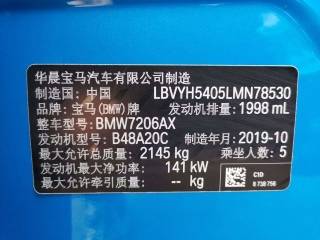 华晨宝马汽车有限公司制造
制造国: 中国 LBVYH5405LMN78530
品牌: 宝马(BMW)牌 发动机排量: 1998 mL
整车型号: BMW7206AX
发动机型号: B48A20C 制造年月: 2019-10
最大允许总质量: 2145 kg 乘坐人数: 5
发动机最大净功率: 141 kW C1D
最大允许牵引质量: -- kg 8 738 756